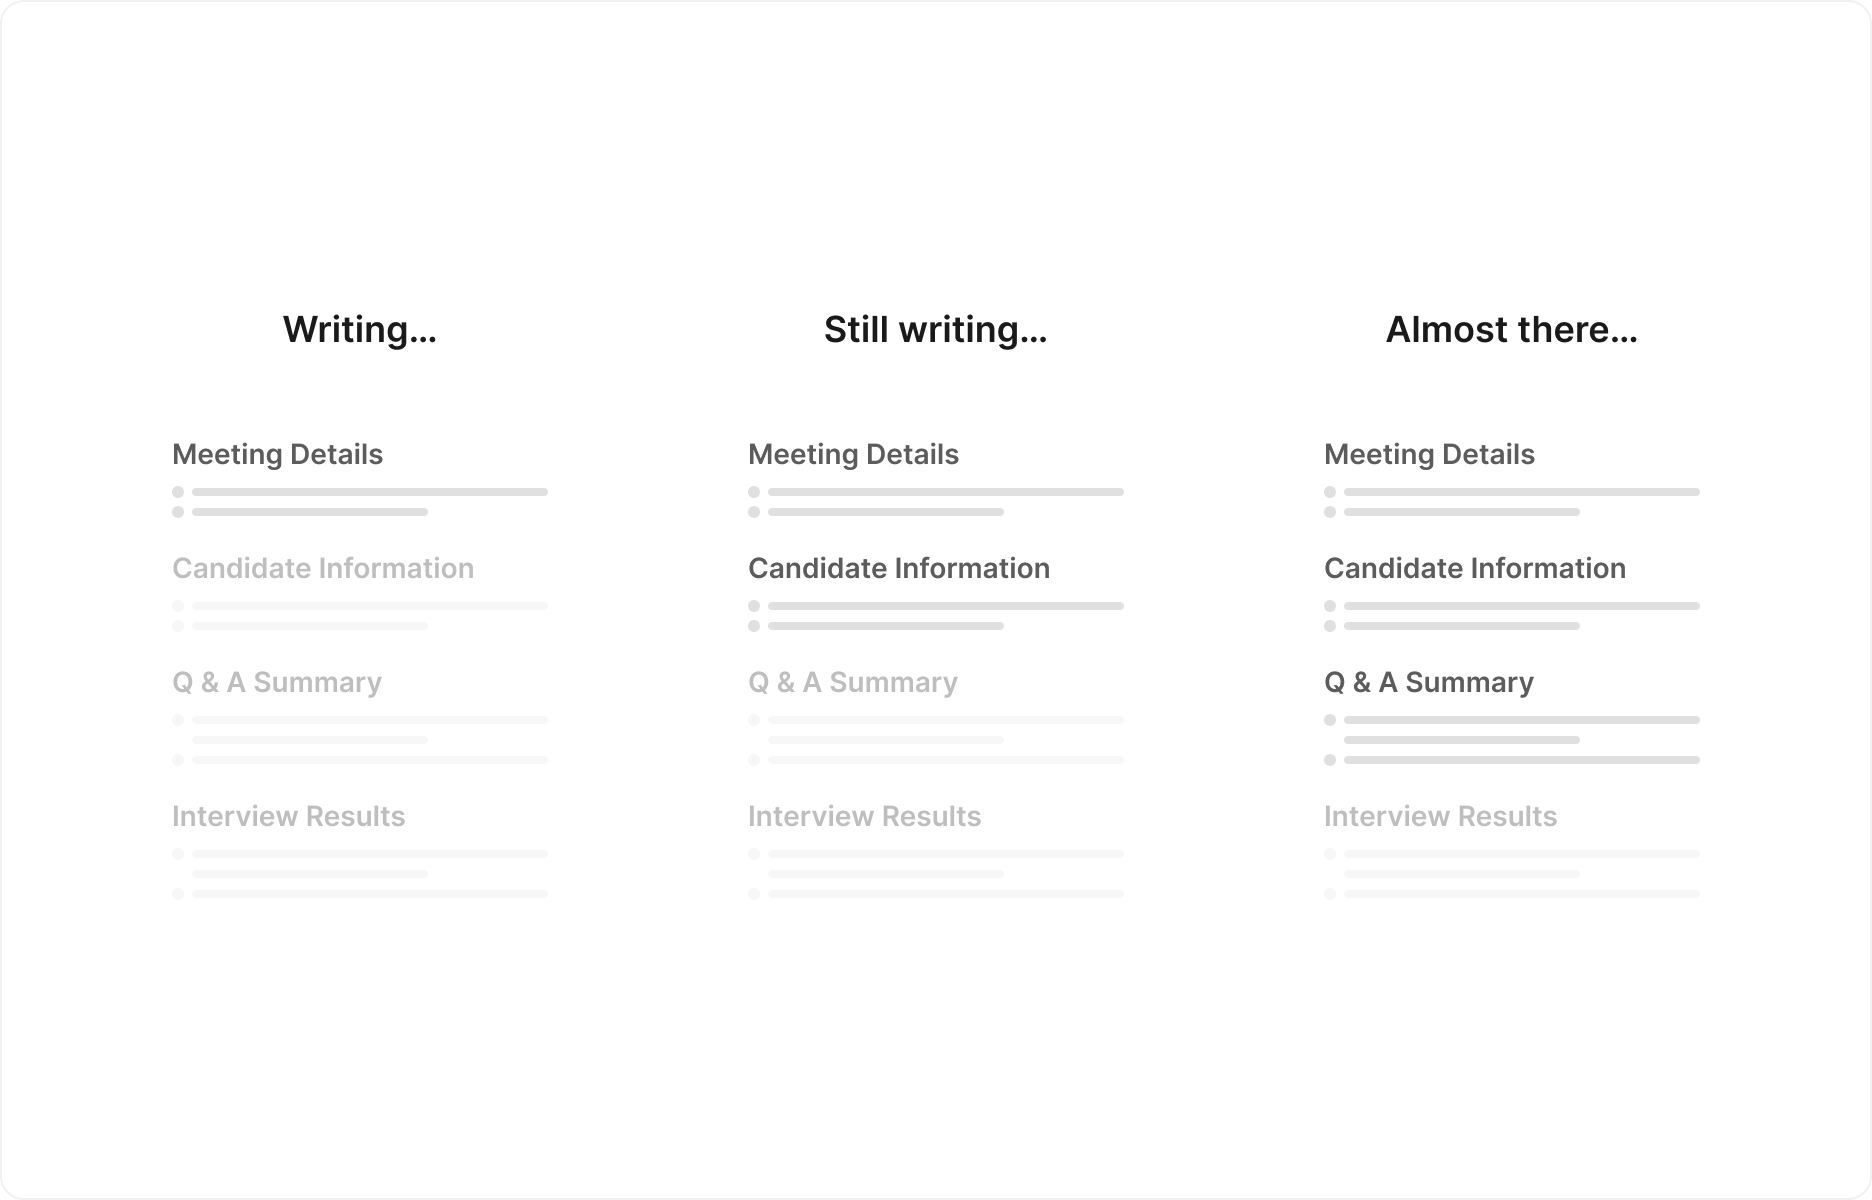 Writing...
Meeting Details
Candidate Information
Q & A Summary
Interview Results
Still writing...
Meeting Details
Candidate Information
Q & A Summary
Interview Results
Almost there...
Meeting Details
Candidate Information
Q & A Summary
Interview Results